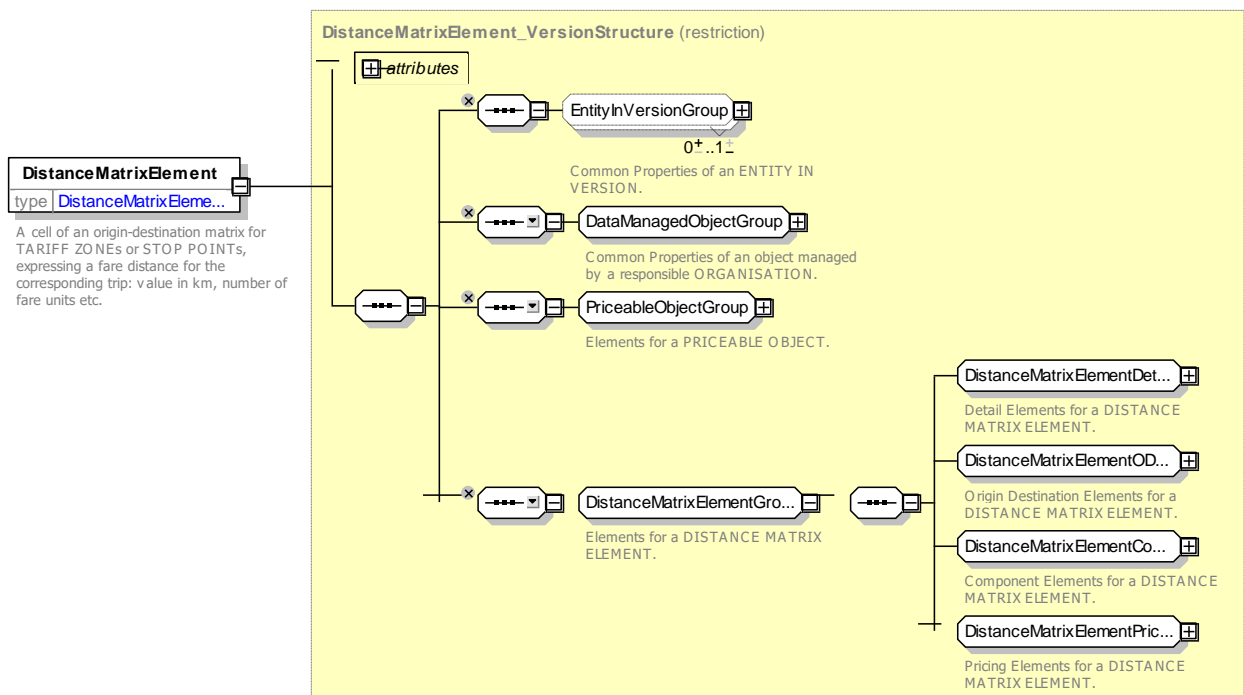 DistanceMatrixElement_VersionStructure (restriction)
attributes
EntityInVersionGroup
0..1
Common Properties of an ENTITY IN
VERSION.
DistanceMatrixElement
type DistanceMatrixEleme...
A cell of an origin-destination matrix for
TARIFF ZONEs or STOP POINTs,
expressing a fare distance for the
corresponding trip: value in km, number of
fare units etc.
DataManagedObjectGroup
Common Properties of an object managed
by a responsible ORGANISATION.
PriceableObjectGroup
Elements for a PRICEABLE OBJECT.
DistanceMatrixElementGro...
Elements for a DISTANCE MATRIX
ELEMENT.
DistanceMatrixElementDet...
Detail Elements for a DISTANCE
MATRIX ELEMENT.
DistanceMatrixElementOD...
Origin Destination Elements for a
DISTANCE MATRIX ELEMENT.
DistanceMatrixElementCo...
Component Elements for a DISTANCE
MATRIX ELEMENT.
DistanceMatrixElementPric...
Pricing Elements for a DISTANCE
MATRIX ELEMENT.